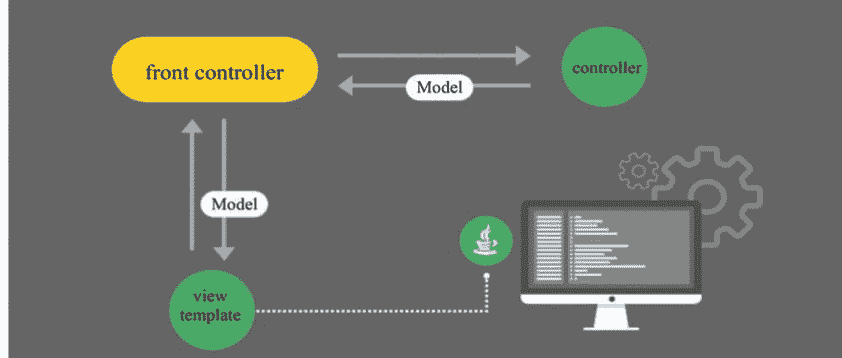 front controller
controller
Model
Model
view
template